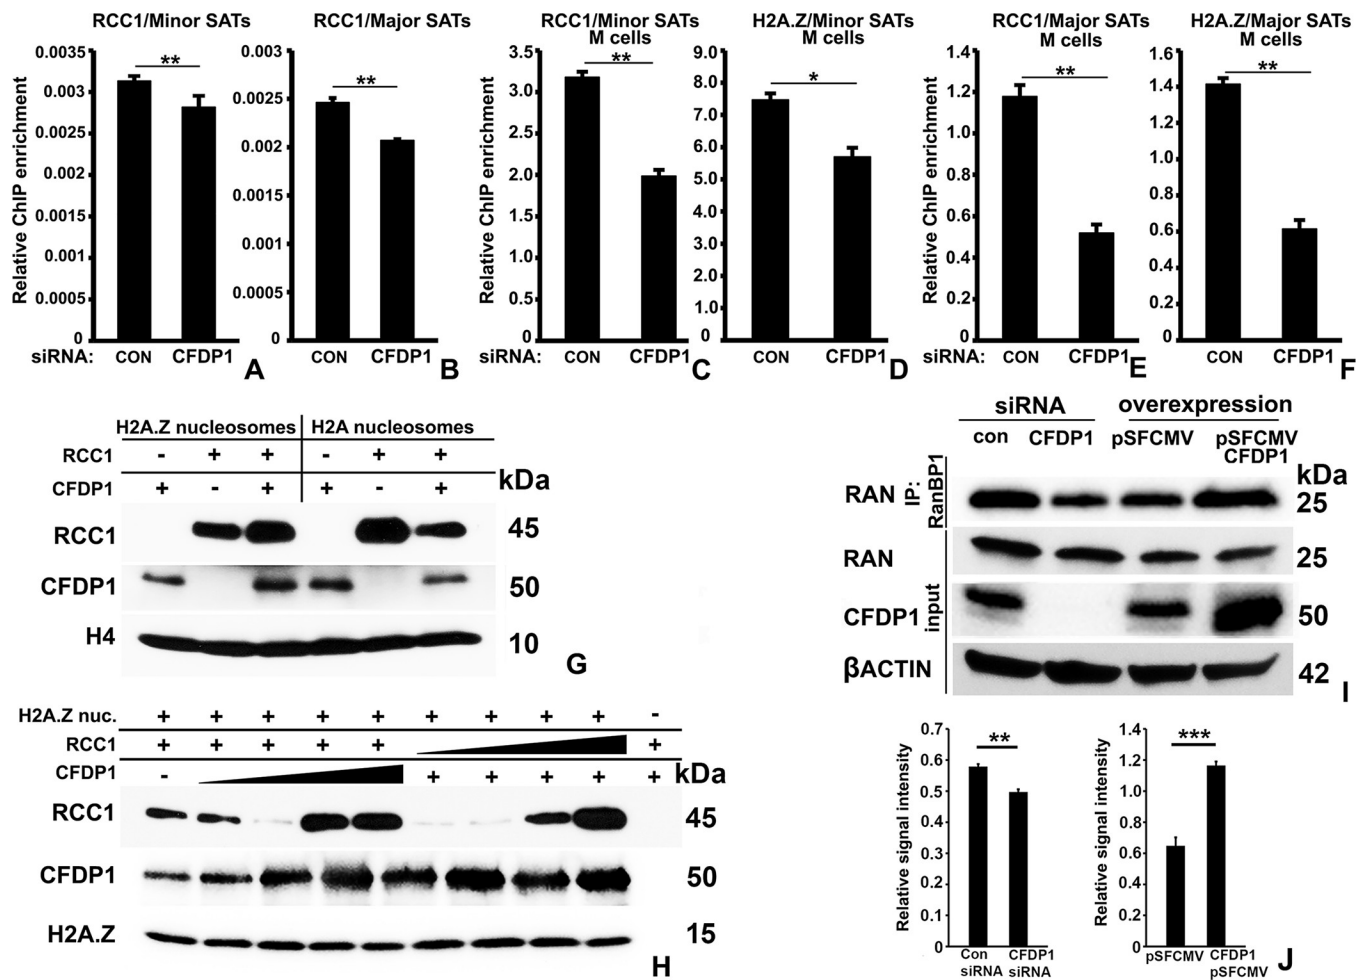 RCC1/Minor SATs
Relative ChIP enrichment
0.0035
0.003
0.0025
0.002
0.0015
0.001
0.0005
0
**
siRNA: CON CFDP1
A
RCC1/Major SATs
0.003
0.0025
0.002
0.0015
0.001
0.0005
0
**
CON CFDP1
B
RCC1/Minor SATs
M cells
Relative ChIP enrichment
3.5
3.0
2.5
2.0
1.5
1.0
0.5
0
**
siRNA: CON CFDP1
C
H2A.Z/Minor SATs
M cells
9.0
8.0
7.0
6.0
5.0
4.0
3.0
2.0
1.0
0
*
CON CFDP1
D
RCC1/Major SATs
M cells
Relative ChIP enrichment
1.4
1.2
1.0
0.8
0.6
0.4
0.2
0
**
siRNA: CON CFDP1
E
H2A.Z/Major SATs
M cells
1.6
1.4
1.6
1.0
1.8
1.6
1.4
1.2
0
**
CON CFDP1
F
H2A.Z nucleosomes H2A nucleosomes
RCC1 - + + - + +
CFDP1 + - + + - +
kDa
RCC1 45
CFDP1 50
H4 10
G
H2A.Z nuc. + + + + + + + + + -
RCC1 + + + + + +
CFDP1 - + + + + +
kDa
RCC1 45
CFDP1 50
H2A.Z 15
H
siRNA overexpression
con CFDP1 pSFCMV pSFCMV
CFDP1
kDa
IP:
RanBP1
RAN 25
input
RAN 25
CFDP1 50
βACTIN 42
I
Relative signal intensity
0.7
0.6
0.5
0.4
0.3
0.2
0.1
0
**
Con CFDP1
siRNA siRNA
Relative signal intensity
1.4
1.2
1.0
0.8
0.6
0.4
0.2
0
***
pSFCMV CFDP1
pSFCMV
J